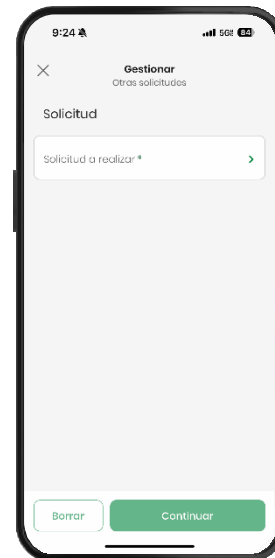 9:24
5G 84
Gestionar
Otras solicitudes
Solicitud
Solicitud a realizar *
Borrar
Continuar